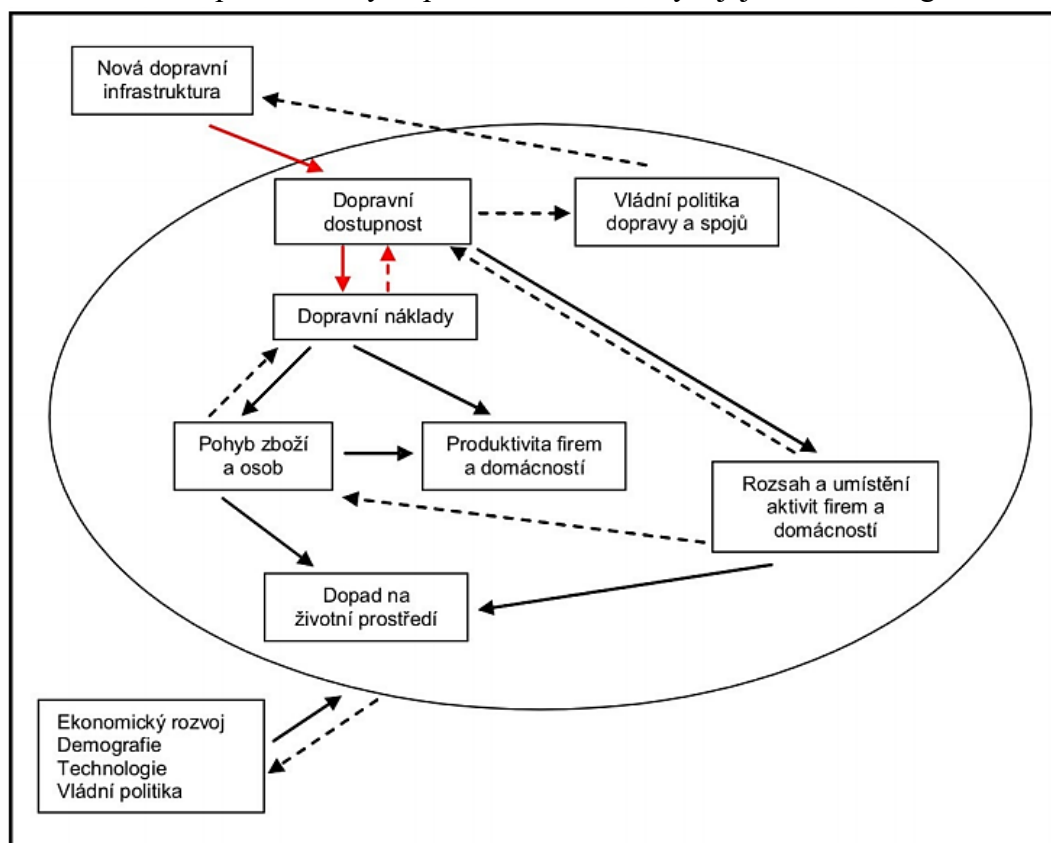 Nová dopravní
infrastruktura
Dopravní
dostupnost
Vládní politika
dopravy a spojů
Dopravní náklady
Pohyb zboží
a osob
Produktivita firem
a domácností
Rozsah a umístění
aktivit firem a
domácností
Dopad na
životní prostředí
Ekonomický rozvoj
Demografie
Technologie
Vládní politika